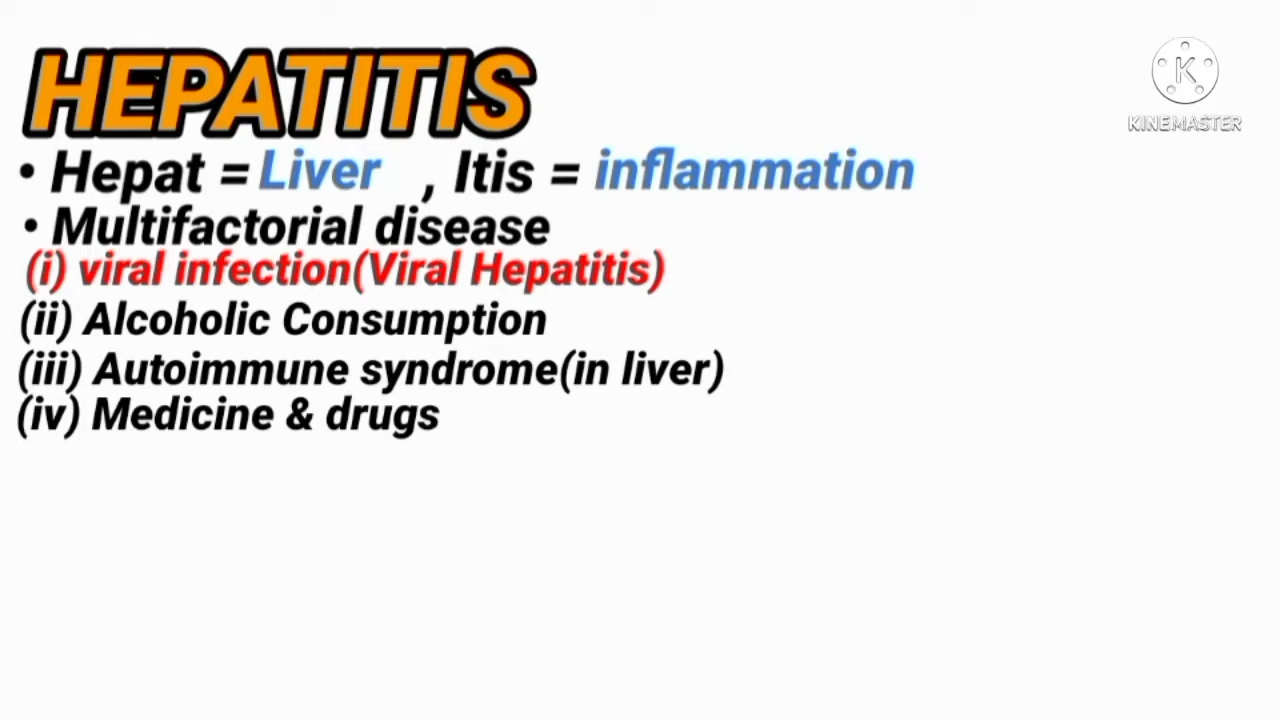 HEPATITIS
• Hepat = Liver , Itis = inflammation
• Multifactorial disease
(i) viral infection(Viral Hepatitis)
(ii) Alcoholic Consumption
(iii) Autoimmune syndrome(in liver)
(iv) Medicine & drugs
K
KINEMASTER